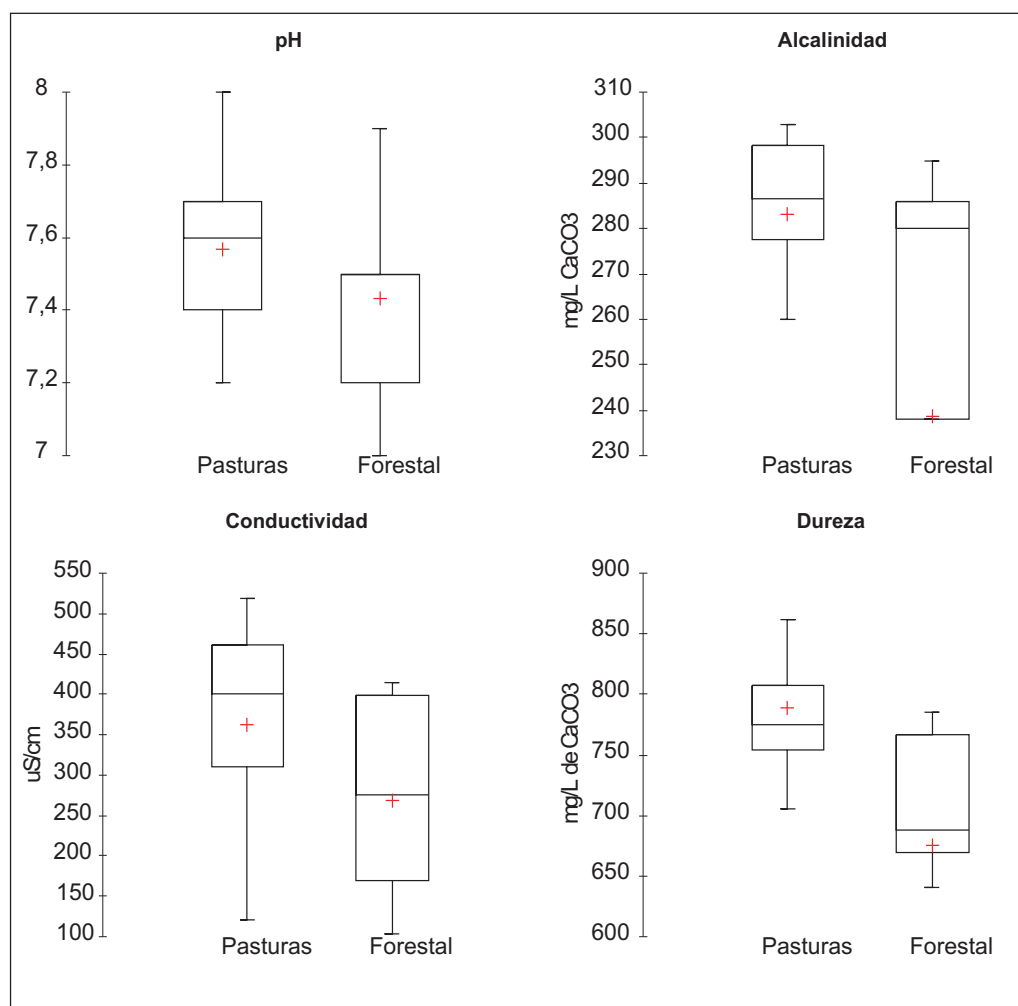 pH
8
7,8
7,6
7,4
7,2
7
Pasturas Forestal
Alcalinidad
mg/L CaCO3
310
300
290
280
270
260
250
240
230
Pasturas Forestal
Conductividad
uS/cm
550
500
450
400
350
300
250
200
150
100
Pasturas Forestal
Dureza
mg/L de CaCO3
900
850
800
750
700
650
600
Pasturas Forestal